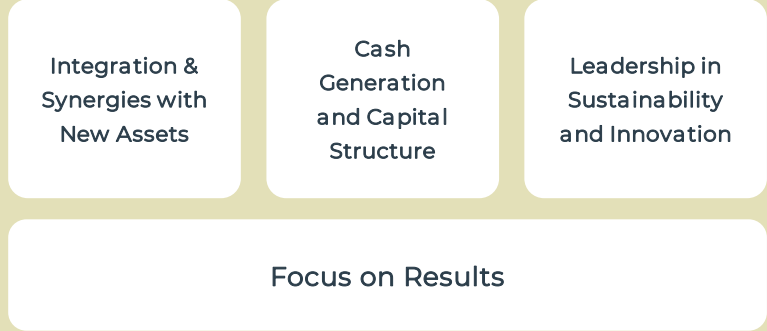 Integration &
Synergies with
New Assets
Cash
Generation
and Capital
Structure
Leadership in
Sustainability
and Innovation
Focus on Results